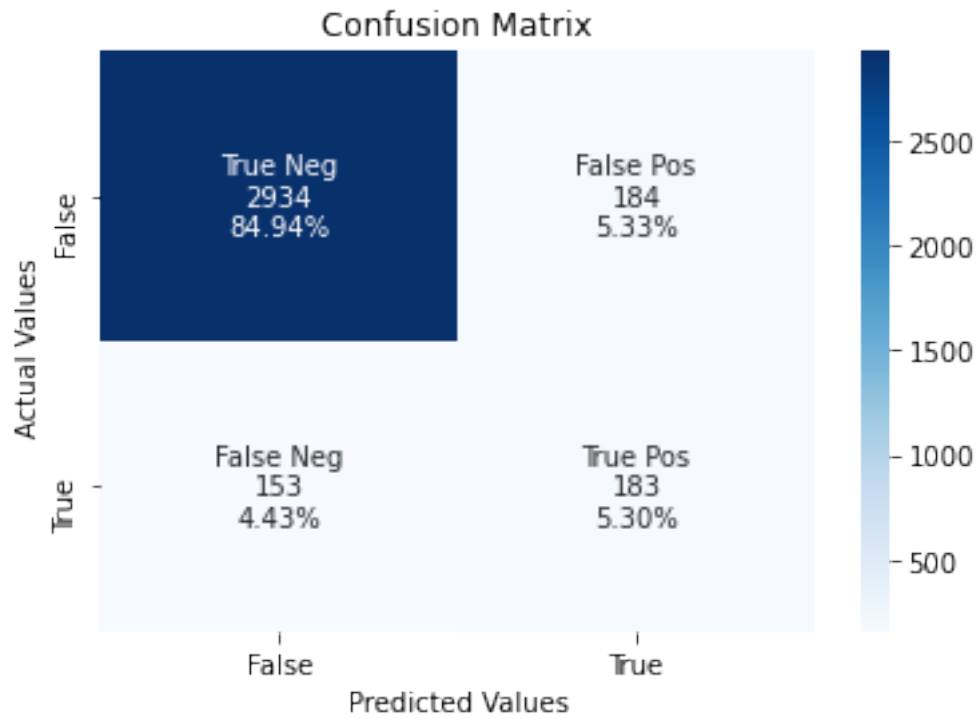 Confusion Matrix
Actual Values
False
True
True Neg
2934
84.94%
False Pos
184
5.33%
False Neg
153
4.43%
True Pos
183
5.30%
False
True
Predicted Values
2500
2000
1500
1000
500